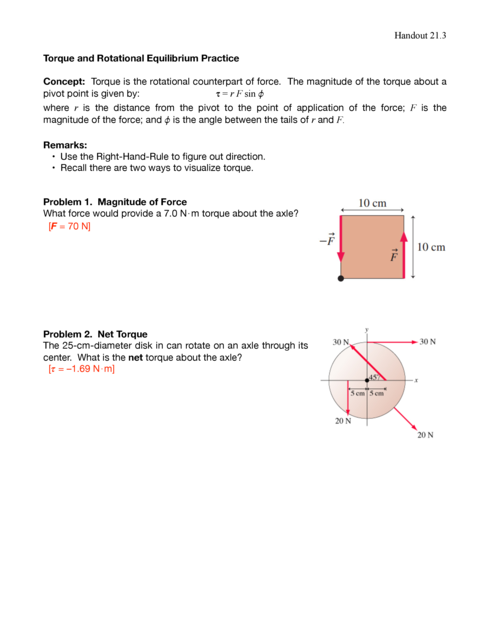 Handout 21.3
Torque and Rotational Equilibrium Practice
Concept: Torque is the rotational counterpart of force. The magnitude of the torque about a
pivot point is given by: τ = r F sin ϕ
where r is the distance from the pivot to the point of application of the force; F is the
magnitude of the force; and ϕ is the angle between the tails of r and F.
Remarks:
• Use the Right-Hand-Rule to figure out direction.
• Recall there are two ways to visualize torque.
Problem 1. Magnitude of Force
What force would provide a 7.0 N·m torque about the axle?
[F = 70 N]
10 cm
−F⃗
F⃗
10 cm
Problem 2. Net Torque
The 25-cm-diameter disk in can rotate on an axle through its
center. What is the net torque about the axle?
[τ = –1.69 N·m]
y
30 N
30 N
45°
x
5 cm 5 cm
20 N
20 N